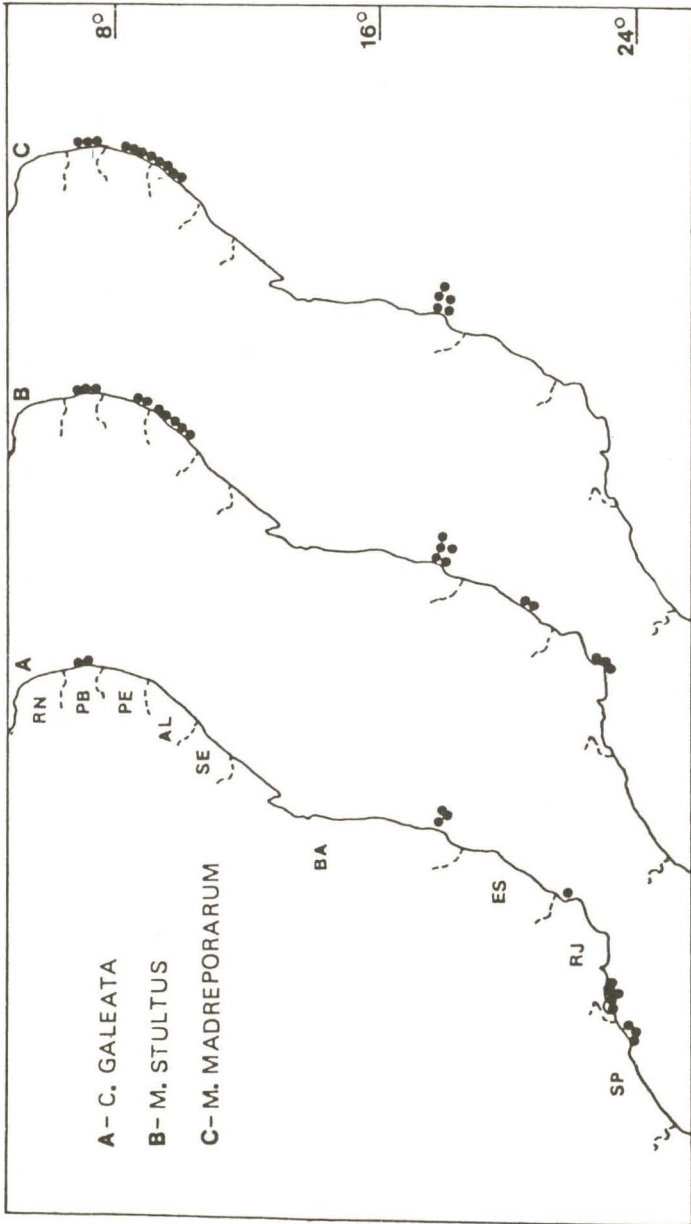 A
B
C
RN
PB
PE
AL
SE
BA
ES
RJ
SP
8°
16°
24°
A – C. GALEATA
B – M. STULTUS
C – M. MADREPORARUM